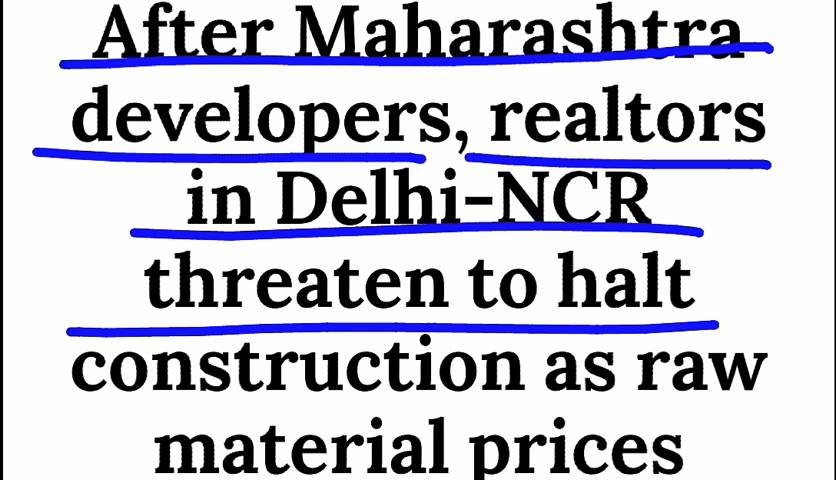 After Maharashtra
developers, realtors
in Delhi-NCR
threaten to halt
construction as raw
material prices